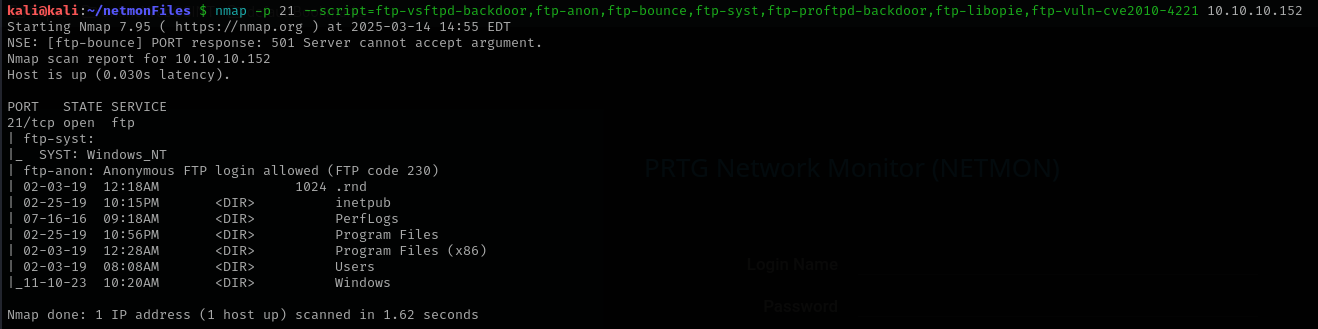 kali@kali:~/netmonFiles $ nmap -p 21 --script=ftp-vsftpd-backdoor,ftp-anon,ftp-bounce,ftp-syst,ftp-proftpd-backdoor,ftp-libopie,ftp-vuln-cve2010-4221 10.10.10.152
Starting Nmap 7.95 ( https://nmap.org ) at 2025-03-14 14:55 EDT
NSE: [ftp-bounce] PORT response: 501 Server cannot accept argument.
Nmap scan report for 10.10.10.152
Host is up (0.030s latency).

PORT   STATE SERVICE
21/tcp open  ftp
| ftp-syst:
|_  SYST: Windows_NT
| ftp-anon: Anonymous FTP login allowed (FTP code 230)
| 02-03-19  12:18AM                 1024 .rnd
| 02-25-19  10:15PM       <DIR>          inetpub
| 07-16-16  09:18AM       <DIR>          PerfLogs
| 02-25-19  10:56PM       <DIR>          Program Files
| 02-03-19  12:28AM       <DIR>          Program Files (x86)
| 02-03-19  08:08AM       <DIR>          Users
|_11-10-23  10:20AM       <DIR>          Windows

Nmap done: 1 IP address (1 host up) scanned in 1.62 seconds
PRTG Network Monitor (NETMON)
Login Name
Password